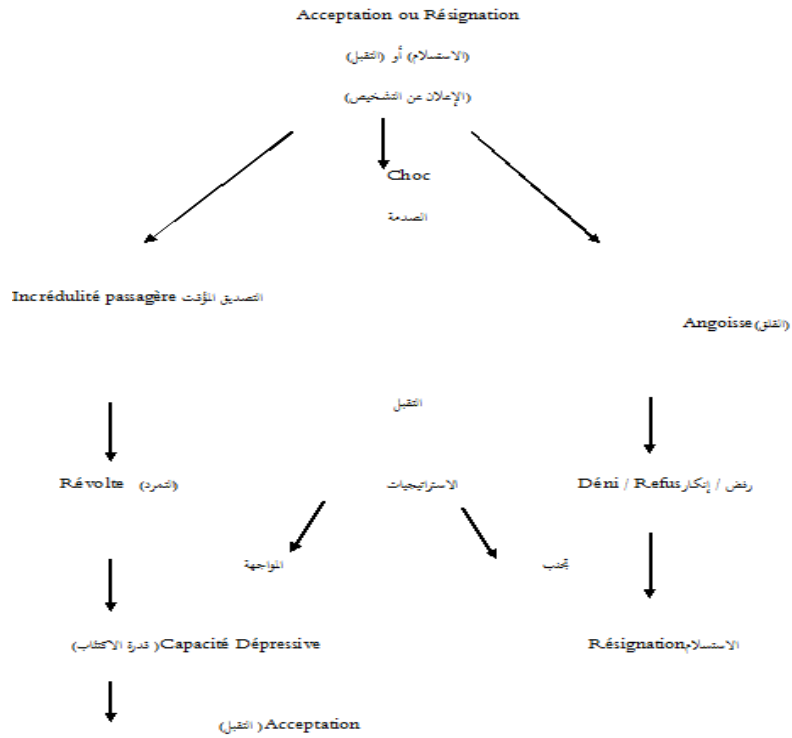 Acceptation ou Résignation
(الاستسلام) أو (التقبل)
(الإعلان عن التشخيص)
Choc
الصدمة
Incrédulité passagère التصديق المؤقت
Angoisse (القلق)
التقبل
Révolte (التمرد)
الاستراتيجيات
Déni / Refus رفض / إنكار
المواجهة
تجنب
Capacité Dépressive (قدرة الاكتئاب)
Résignation الاستسلام
Acceptation (التقبل)